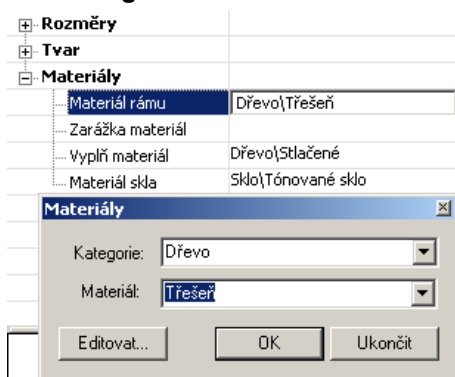 Rozměry
Tvar
Materiály
Materiál rámu Dřevo\Třešeň
Zarážka materiál
Vyplň materiál Dřevo\Stlačené
Materiál skla Sklo\Tónované sklo
Materiály
Kategorie: Dřevo
Materiál: Třešeň
Editovat... OK Ukončit